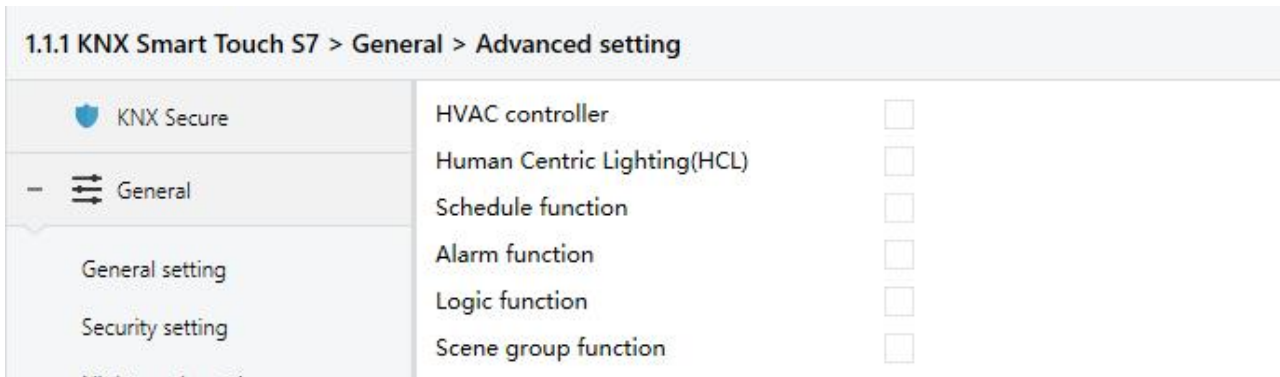 1.1.1 KNX Smart Touch S7 > General > Advanced setting
KNX Secure
General
General setting
Security setting
HVAC controller
Human Centric Lighting(HCL)
Schedule function
Alarm function
Logic function
Scene group function